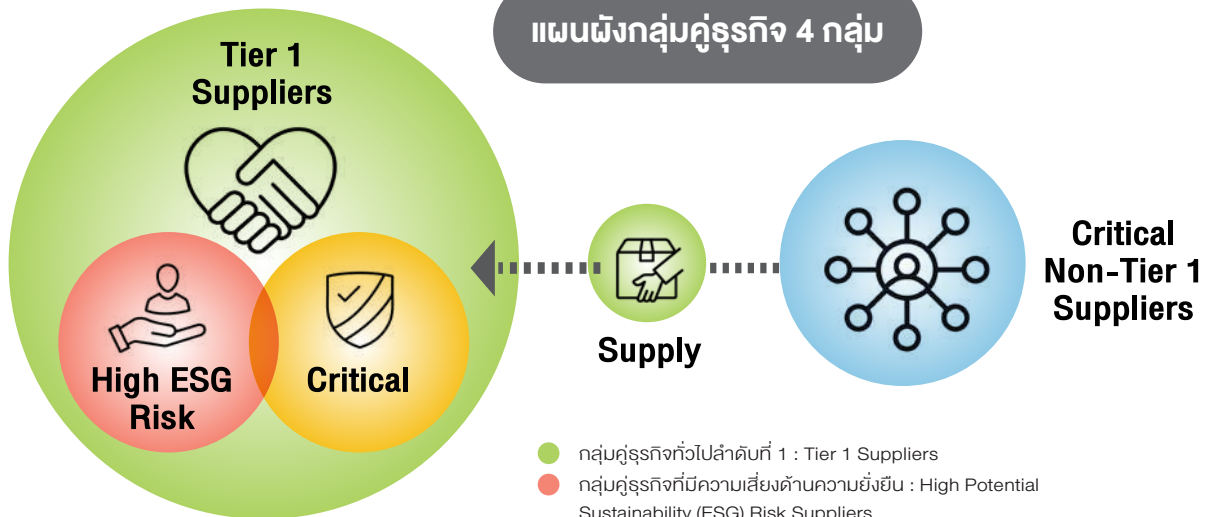 แผนผังกลุ่มคู่ธุรกิจ 4 กลุ่ม
Tier 1
Suppliers
High ESG
Risk
Critical
Supply
Critical
Non-Tier 1
Suppliers
กลุ่มคู่ธุรกิจทั่วไปลำดับที่ 1 : Tier 1 Suppliers
กลุ่มคู่ธุรกิจที่มีความเสี่ยงด้านความยั่งยืน : High Potential
Sustainability (ESG) Risk Suppliers